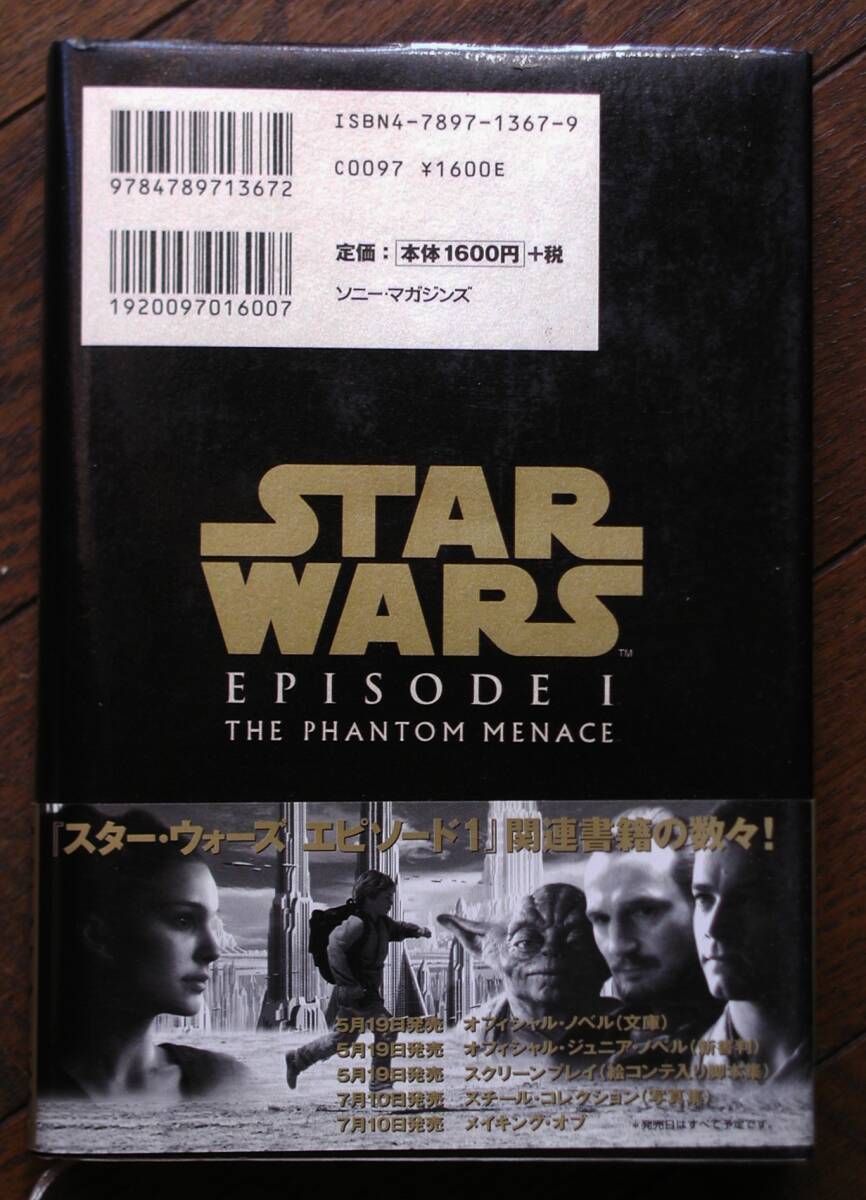 ISBN4-7897-1367-9
9784789713672
C0097 ¥1600E
定価：本体1600円+税
1920097016007
ソニー・マガジンズ
STAR
WARS
TM
EPISODE I
THE PHANTOM MENACE
『スター・ウォーズ エピソード1』関連書籍の数々！
5月19日発売 オフィシャル・ノベル(文庫)
5月19日発売 オフィシャル・ジュニアノベル(新書判)
5月19日発売 スクリーンプレイ(絵コンテ入り脚本集)
7月10日発売 スチール・コレクション(写真集)
7月10日発売 メイキング・オブ
*発売日はすべて予定です。